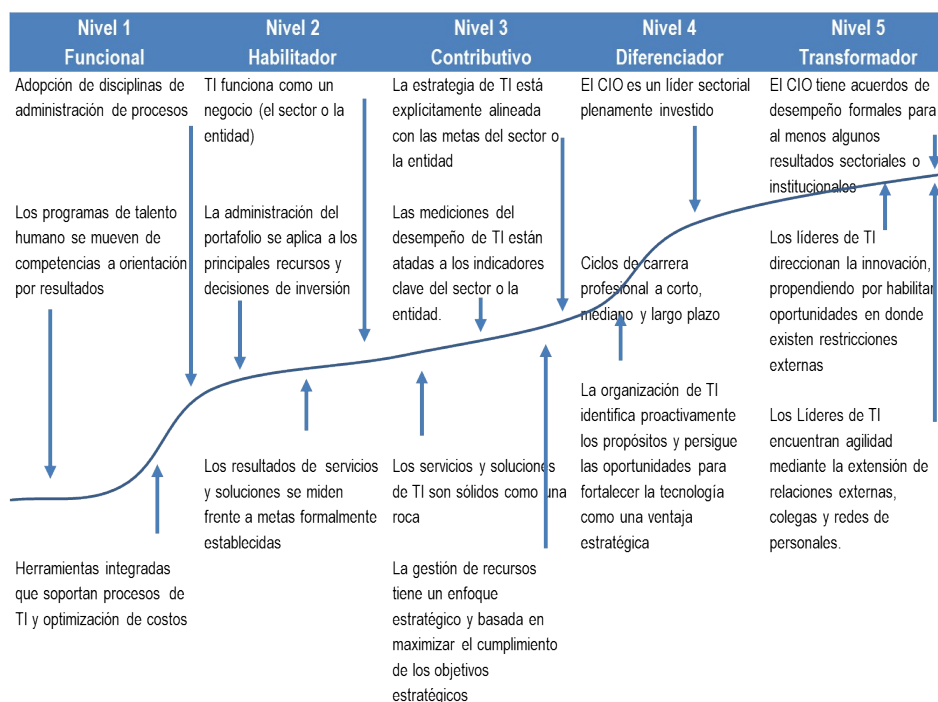 Nivel 1
Funcional
Adopción de disciplinas de
administración de procesos
Los programas de talento
humano se mueven de
competencias a orientación
por resultados
Herramientas integradas
que soportan procesos de
TI y optimización de costos
Nivel 2
Habilitador
TI funciona como un
negocio (el sector o la
entidad)
La administración del
portafolio se aplica a los
principales recursos y
decisiones de inversión
Los resultados de servicios
y soluciones se miden
frente a metas formalmente
establecidas
Nivel 3
Contributivo
La estrategia de TI está
explícitamente alineada
con las metas del sector o
la entidad
Las mediciones del
desempeño de TI están
atadas a los indicadores
clave del sector o la
entidad.
Los servicios y soluciones
de TI son sólidos como una
roca
La gestión de recursos
tiene un enfoque
estratégico y basada en
maximizar el cumplimiento
de los objetivos
estratégicos
Nivel 4
Diferenciador
El CIO es un líder sectorial
plenamente investido
Ciclos de carrera
profesional a corto,
mediano y largo plazo
La organización de TI
identifica proactivamente
los propósitos y persigue
las oportunidades para
fortalecer la tecnología
como una ventaja
estratégica
Nivel 5
Transformador
El CIO tiene acuerdos de
desempeño formales para
al menos algunos
resultados sectoriales o
institucionales
Los líderes de TI
direccionan la innovación,
propendiendo por habilitar
oportunidades en donde
existen restricciones
externas
Los Líderes de TI
encuentran agilidad
mediante la extensión de
relaciones externas,
colegas y redes de
personales.